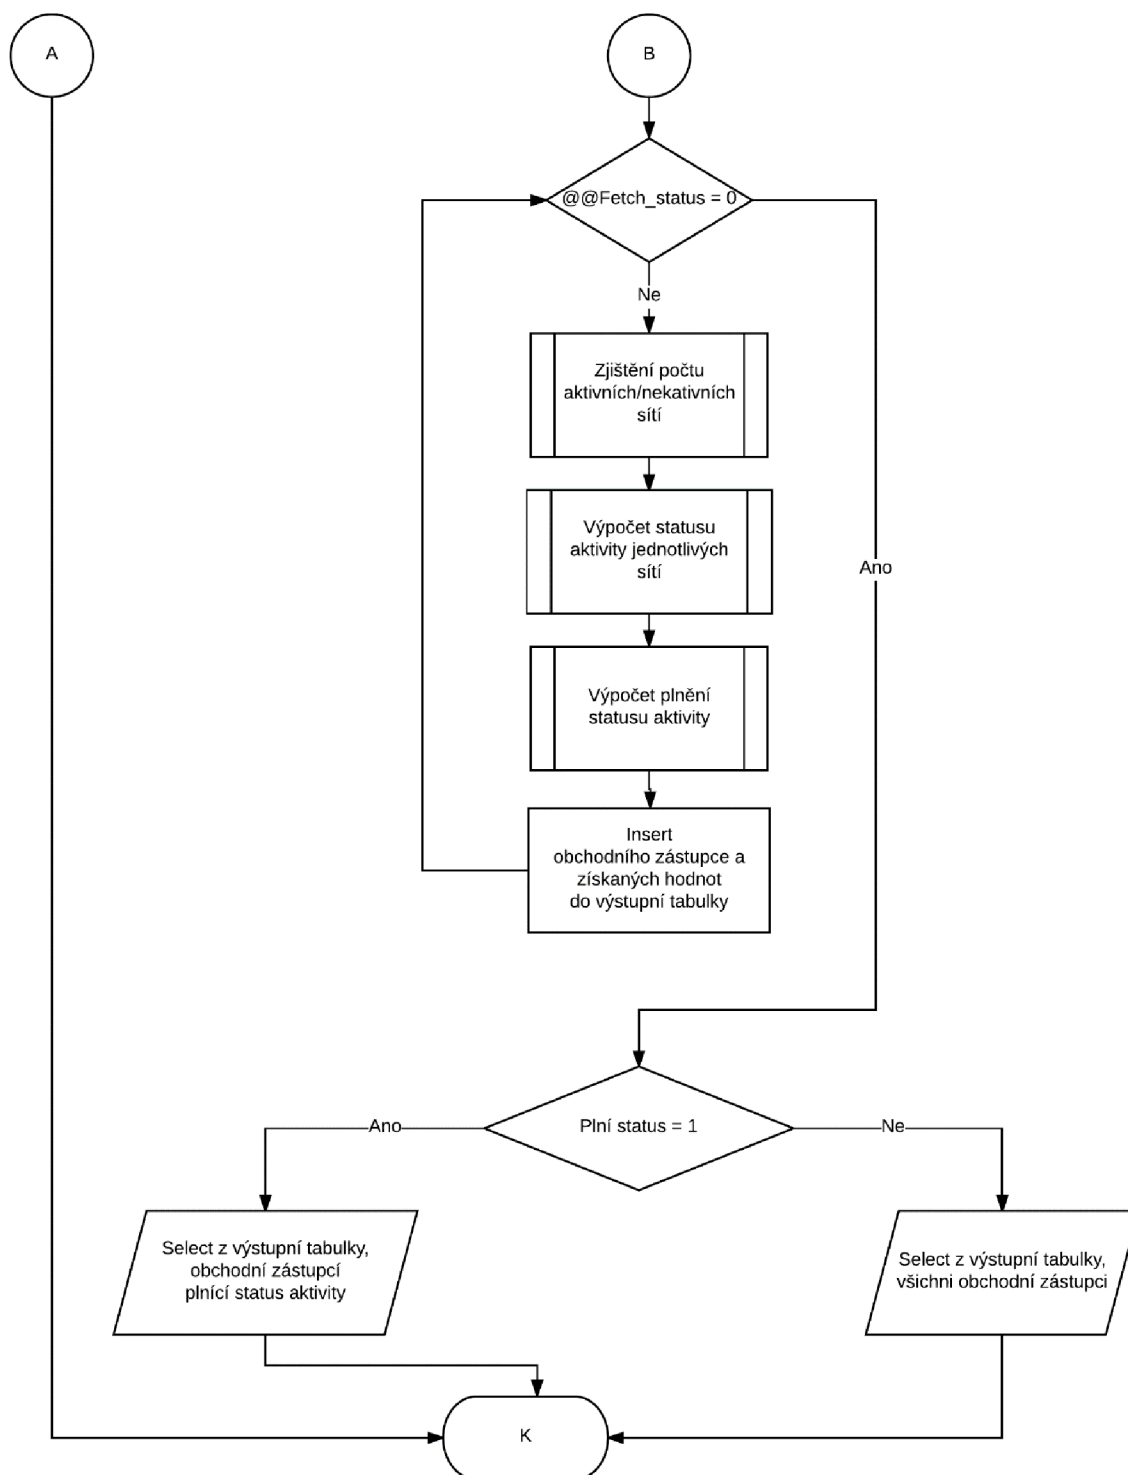 A
B
@@Fetch_status = 0
Ne
Zjištění počtu
aktivních/nekativních
sítí
Výpočet statusu
aktivity jednotlivých
sítí
Ano
Výpočet plnění
statusu aktivity
Insert
obchodního zástupce a
získaných hodnot
do výstupní tabulky
Plní status = 1
Ano
Ne
Select z výstupní tabulky,
obchodní zástupcí
plnící status aktivity
Select z výstupní tabulky,
všichni obchodní zástupci
K